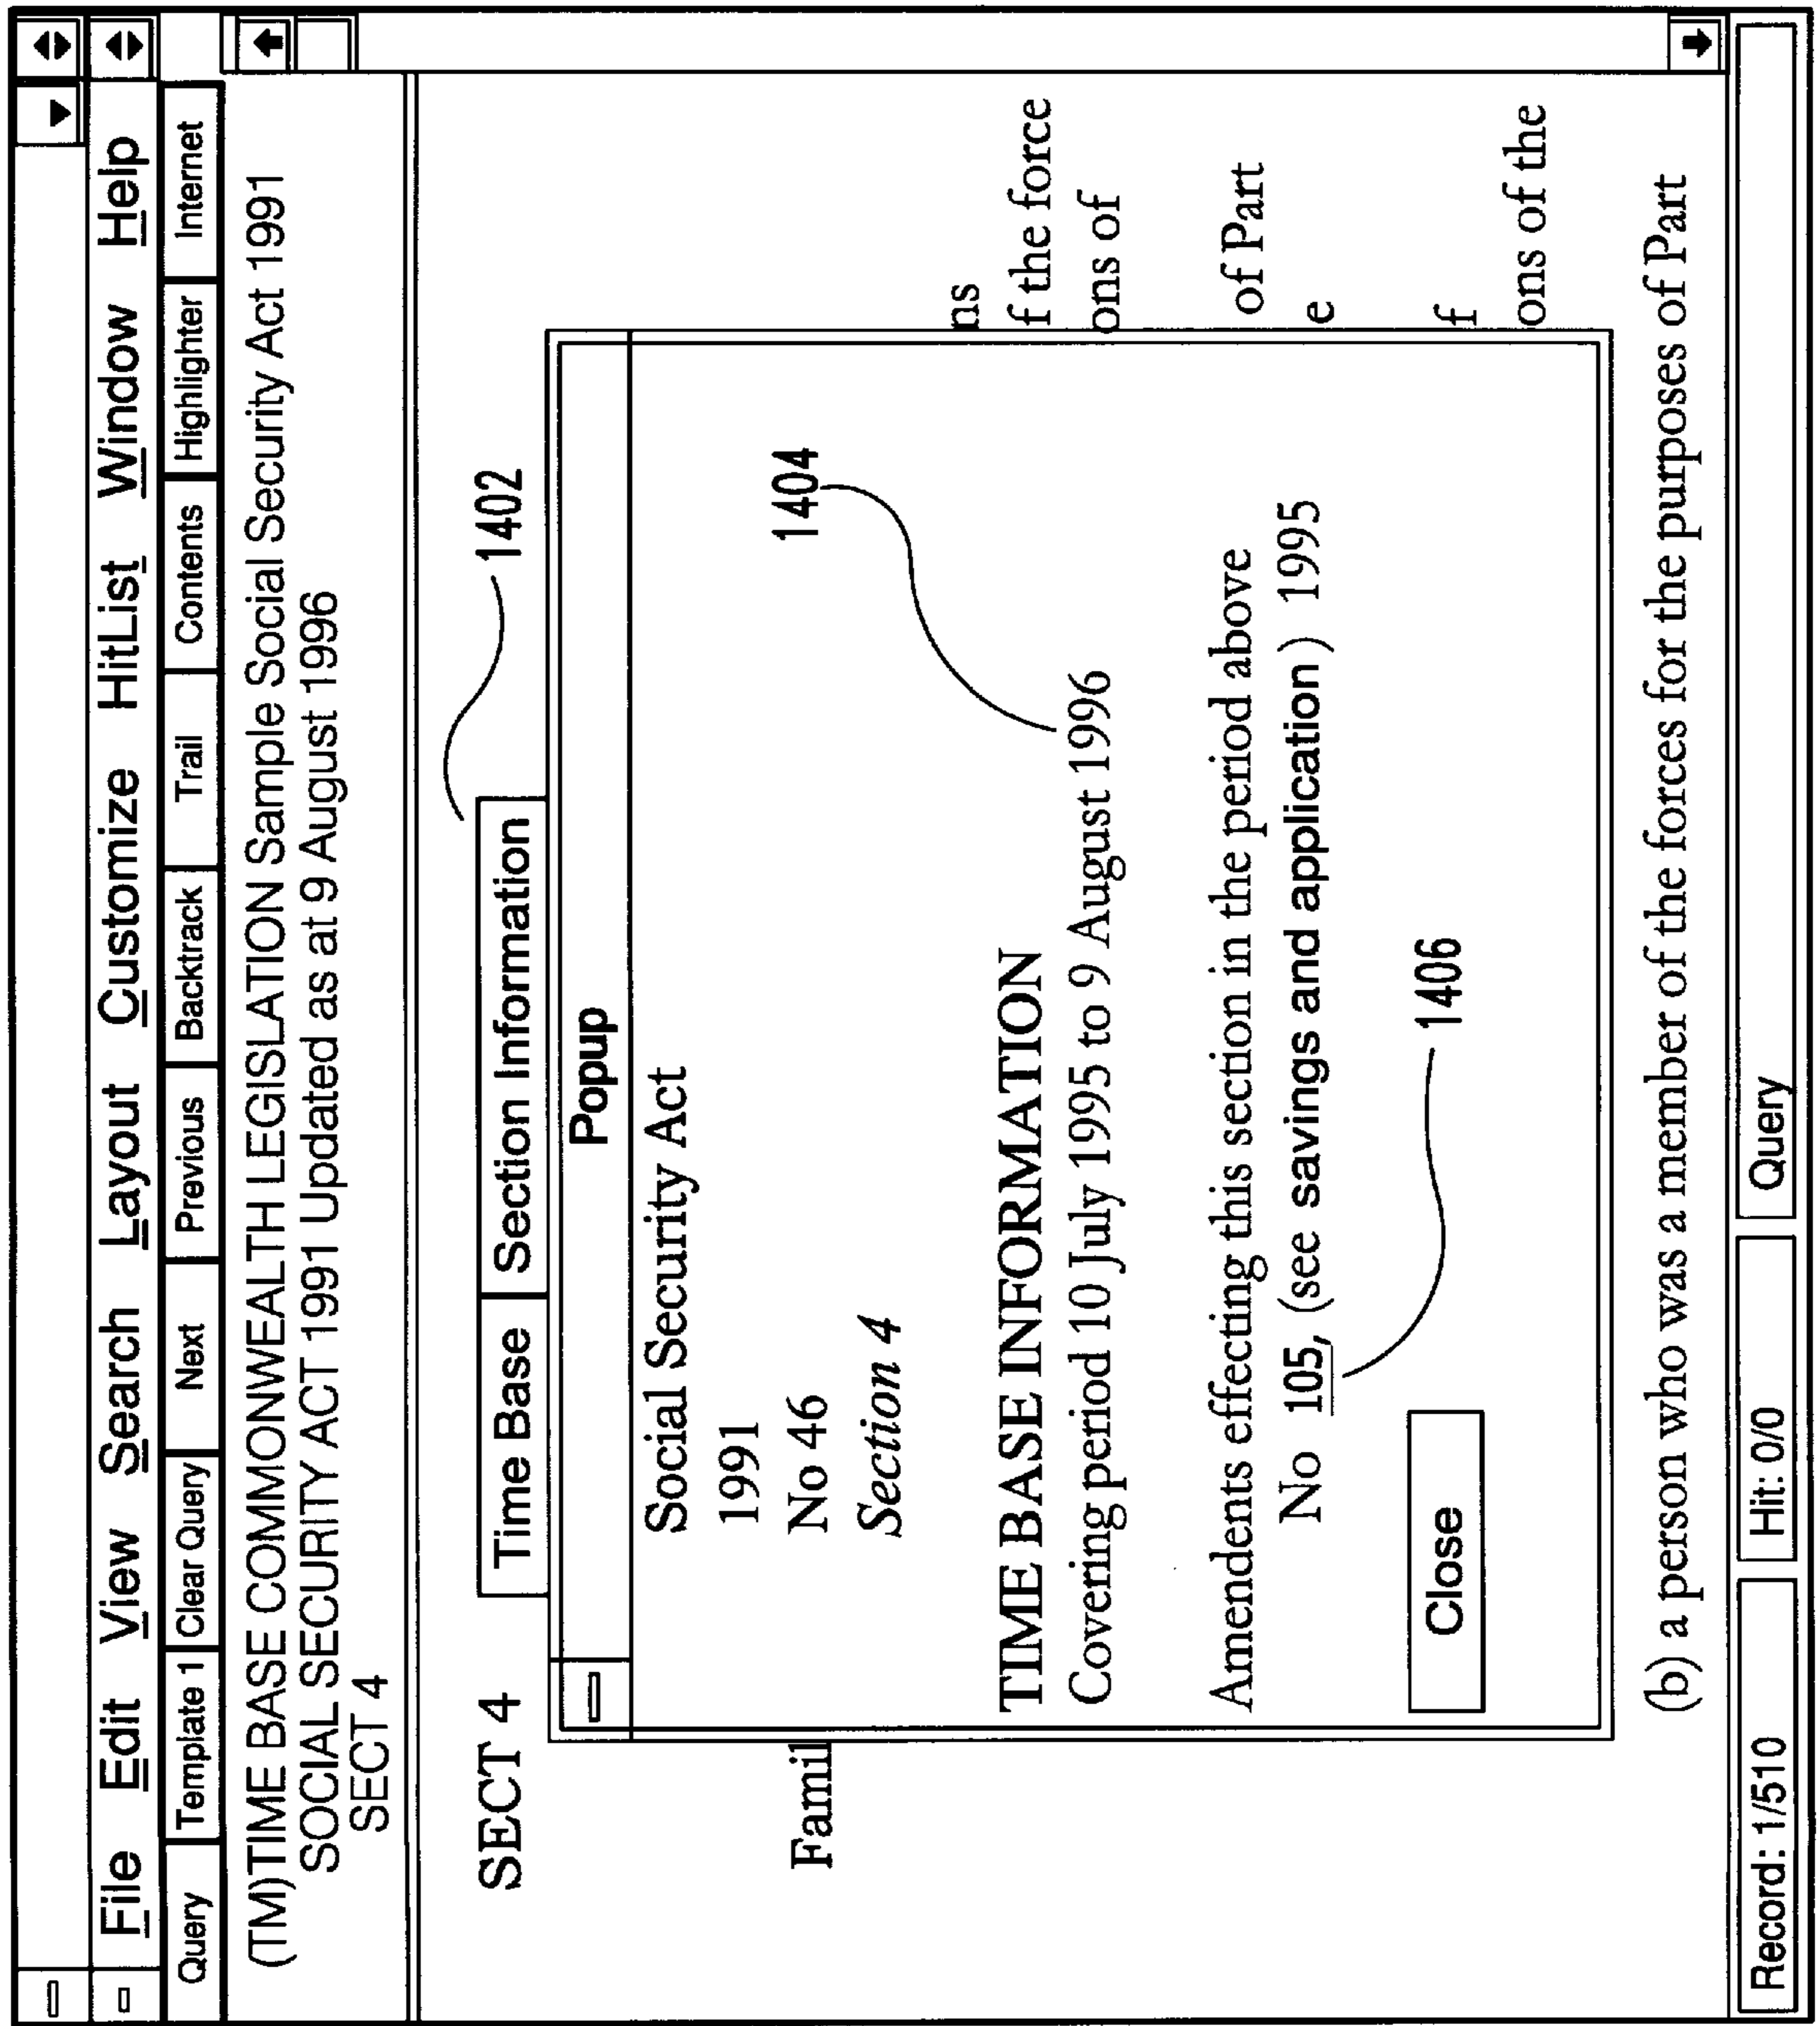 File Edit View Search Layout Customize HitList Window Help
Query Template 1 Clear Query Next Previous Backtrack Trail Contents Highlighter Internet
(TM)TIME BASE COMMONWEALTH LEGISLATION Sample Social Security Act 1991
SOCIAL SECURITY ACT 1991 Updated as at 9 August 1996
SECT 4
SECT 4 Time Base Section Information 1402
Popup
Social Security Act
1991
No 46
Section 4
Famil
1404
TIME BASE INFORMATION
Covering period 10 July 1995 to 9 August 1996
Amendents effecting this section in the period above
No 105, (see savings and application) 1995
1406
Close
ns
f the force
ons of
of Part
e
f
ons of the
(b) a person who was a member of the forces for the purposes of Part
Record: 1/510 Hit: 0/0 Query